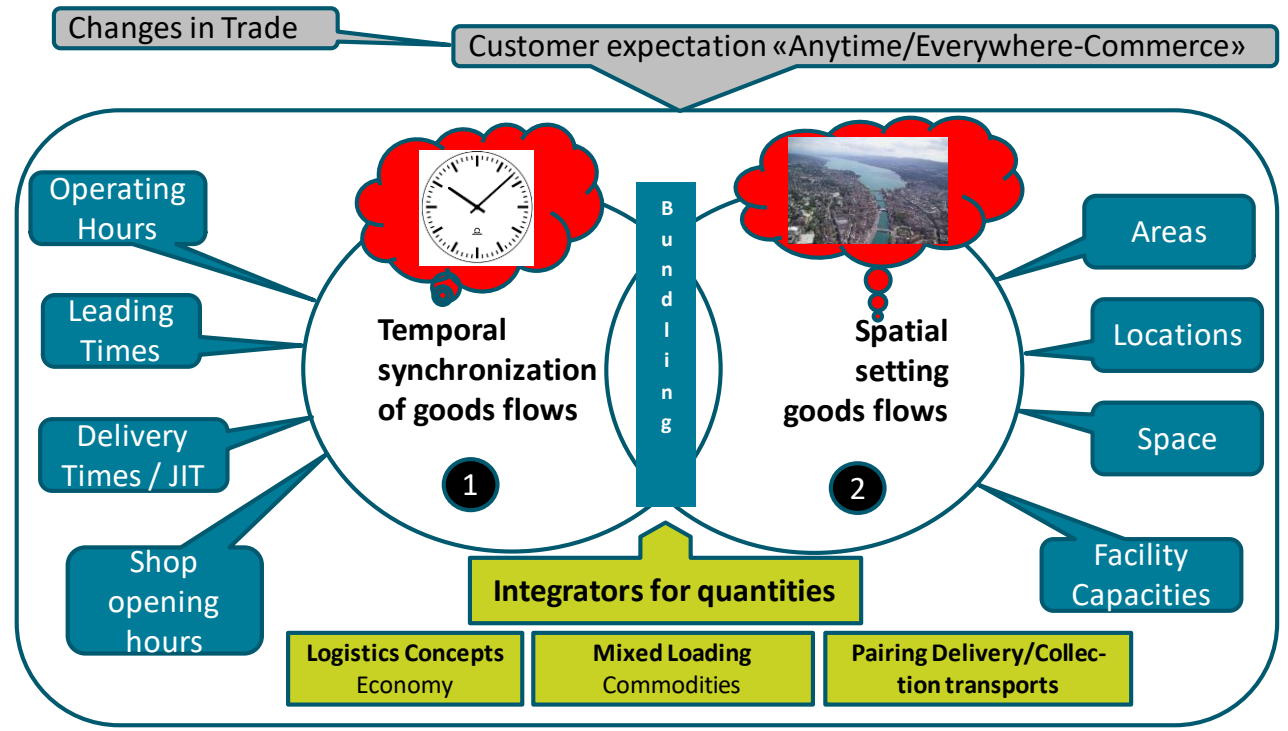 Changes in Trade
Customer expectation «Anytime/Everywhere-Commerce»
Operating
Hours
Leading
Times
Delivery
Times / JIT
Shop
opening
hours
Temporal
synchronization
of goods flows
1
Bundling
Spatial
setting
goods flows
2
Areas
Locations
Space
Facility
Capacities
Integrators for quantities
Logistics Concepts
Economy
Mixed Loading
Commodities
Pairing Delivery/Collec-
tion transports